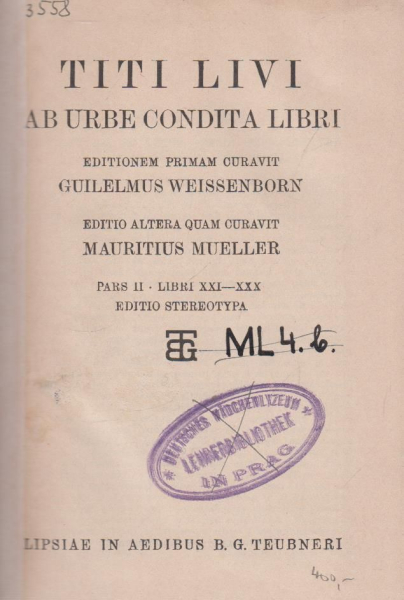 3558
TITI LIVI
AB URBE CONDITA LIBRI
EDITIONEM PRIMAM CURAVIT
GUILELMUS WEISSENBORN
EDITIO ALTERA QUAM CURAVIT
MAURITIUS MUELLER
PARS II · LIBRI XXI—XXX
EDITIO STEREOTYPA
BTG ML 4. b.
* DEUTSCHES MÄDCHENLYZEUM *
LEHRERBIBLIOTHEK
IN PRAG
LIPSIAE IN AEDIBUS B. G. TEUBNERI
400,-